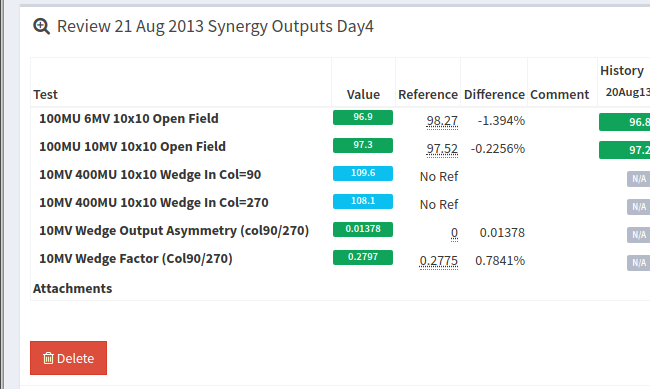 Review 21 Aug 2013 Synergy Outputs Day4
History
Test Value Reference Difference Comment 20Aug13
100MU 6MV 10x10 Open Field 96.9 98.27 -1.394% 96.8
100MU 10MV 10x10 Open Field 97.3 97.52 -0.2256% 97.2
10MV 400MU 10x10 Wedge In Col=90 109.6 No Ref N/A
10MV 400MU 10x10 Wedge In Col=270 108.1 No Ref N/A
10MV Wedge Output Asymmetry (col90/270) 0.01378 0 0.01378 N/A
10MV Wedge Factor (Col90/270) 0.2797 0.2775 0.7841% N/A
Attachments
Delete